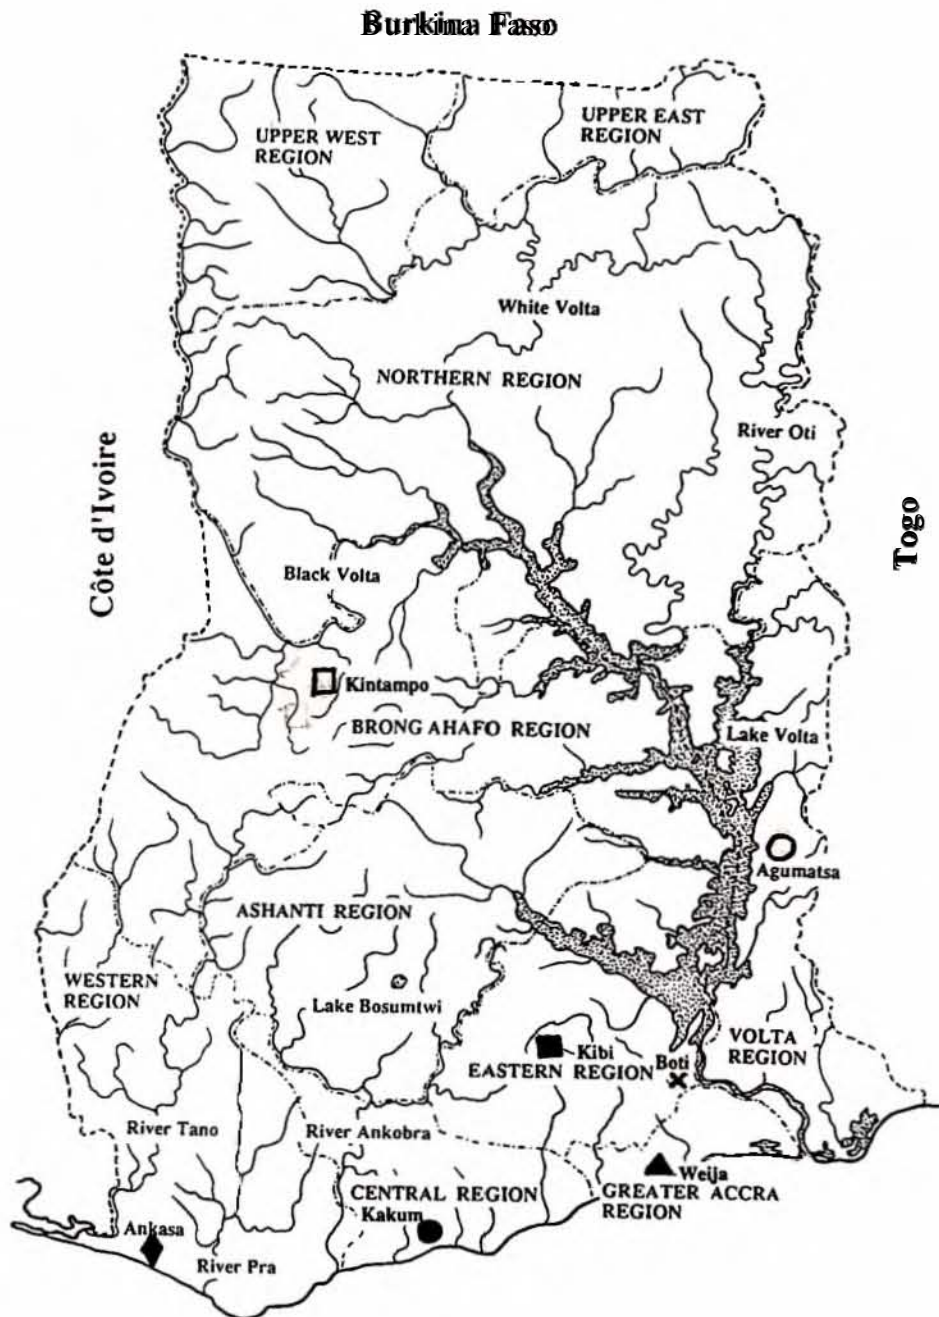 Burkina Faso
UPPER WEST
REGION
UPPER EAST
REGION
White Volta
NORTHERN REGION
River Oti
Côte d'Ivoire
Togo
Black Volta
Kintampo
BRONG AHAFO REGION
Lake Volta
Agumatsa
ASHANTI REGION
WESTERN
REGION
Lake Bosumtwi
VOLTA
REGION
Kibi
EASTERN REGION
Boti
River Tano
River Ankobra
Weija
GREATER ACCRA
REGION
CENTRAL REGION
Kakum
Ankasa
River Pra